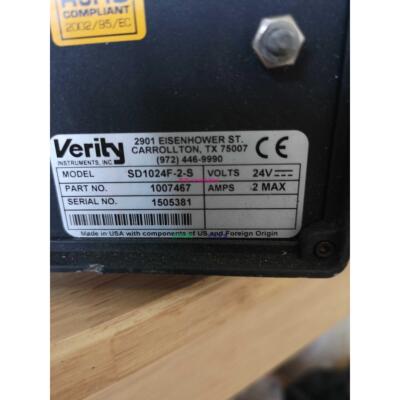 RoHS
COMPLIANT
2002/95/EC
Verity
INSTRUMENTS, INC.
2901 EISENHOWER ST.
CARROLLTON, TX 75007
(972) 446-9990
CE
MODEL SD1024F-2-S VOLTS 24V
PART NO. 1007467 AMPS 2 MAX
SERIAL NO. 1505381
Made in USA with components of US and Foreign Origin